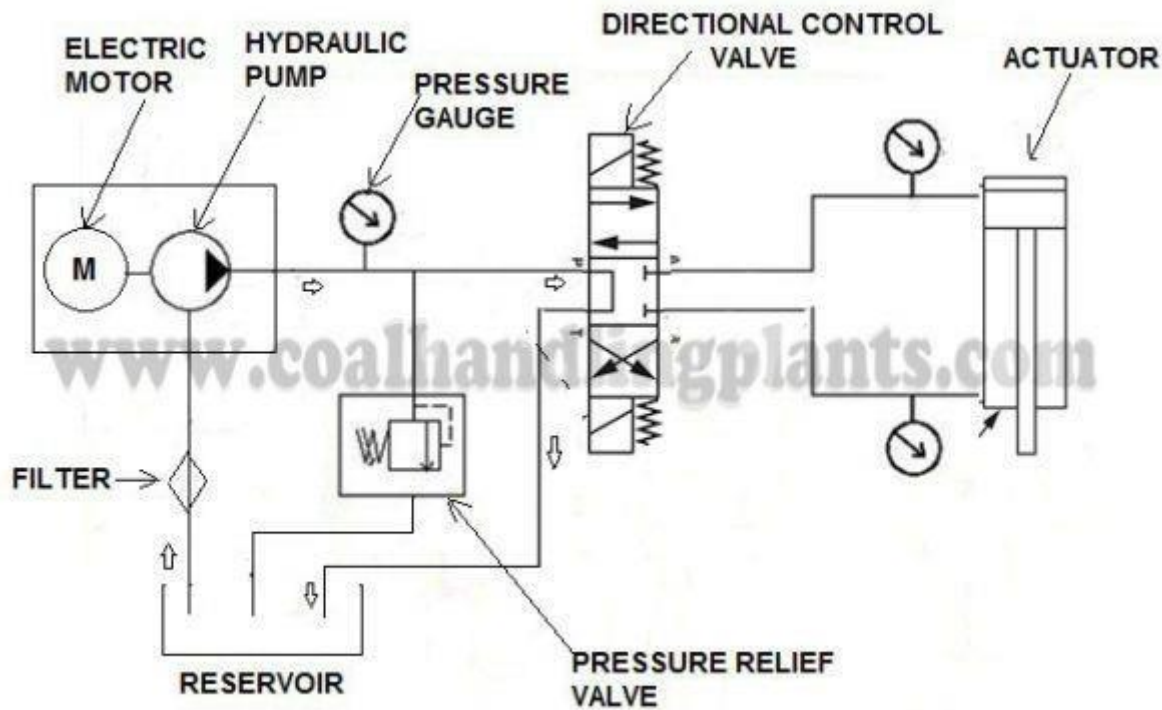 ELECTRIC
MOTOR
HYDRAULIC
PUMP
PRESSURE
GAUGE
DIRECTIONAL CONTROL
VALVE
ACTUATOR
M
P
T
www.coalhandlingplants.com
FILTER
RESERVOIR
PRESSURE RELIEF
VALVE